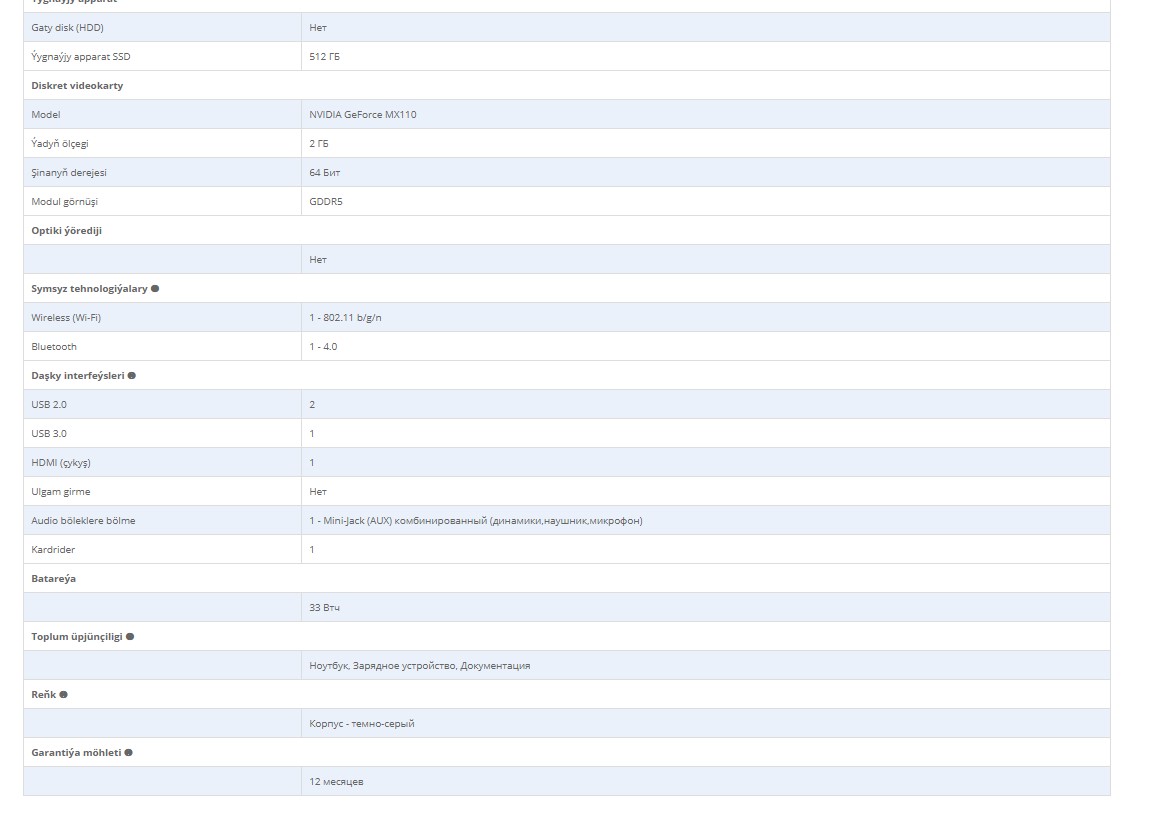 Ýygnaýjy apparat
Gaty disk (HDD) Нет
Ýygnaýjy apparat SSD 512 ГБ
Diskret videokarty
Model NVIDIA GeForce MX110
Ýadyň ölçegi 2 ГБ
Şinanyň derejesi 64 Бит
Modul görnüşi GDDR5
Optiki ýörediji
Нет
Symsyz tehnologiýalary
Wireless (Wi-Fi) 1 - 802.11 b/g/n
Bluetooth 1 - 4.0
Daşky interfeýsleri
USB 2.0 2
USB 3.0 1
HDMI (çykyş) 1
Ulgam girme Нет
Audio böleklere bölme 1 - Mini-Jack (AUX) комбинированный (динамики,наушник,микрофон)
Kardrider 1
Batareýa
33 Втч
Toplum üpjünçiligi
Ноутбук, Зарядное устройство, Документация
Reňk
Корпус - темно-серый
Garantiýa möhleti
12 месяцев